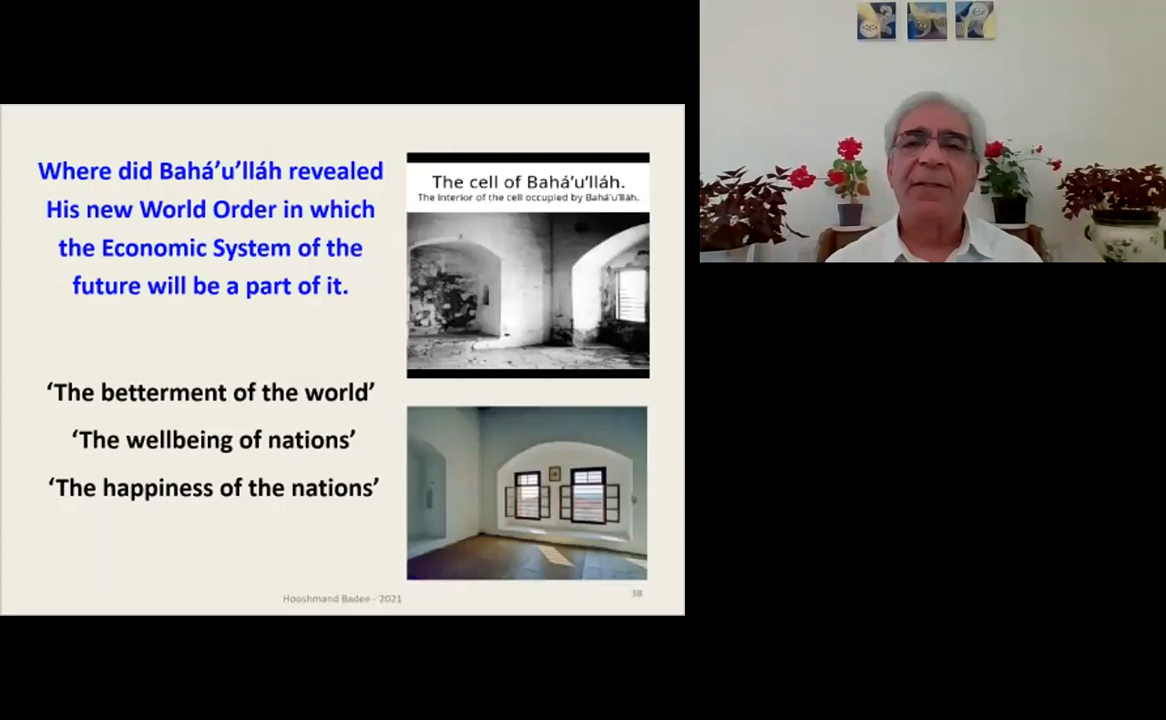 Where did Bahá’u’lláh revealed
His new World Order in which
the Economic System of the
future will be a part of it.
‘The betterment of the world’
‘The wellbeing of nations’
‘The happiness of the nations’
The cell of Bahá’u’lláh.
The interior of the cell occupied by Bahá’u’lláh.
Hooshmand Badee - 2021
38